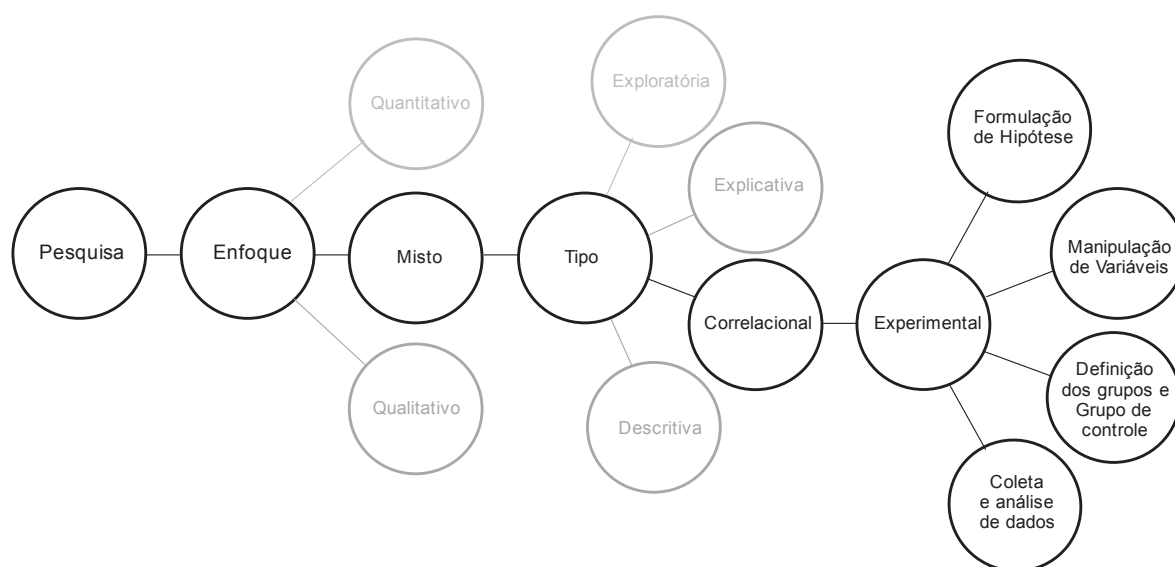 Pesquisa
Enfoque
Quantitativo
Misto
Qualitativo
Tipo
Exploratória
Explicativa
Correlacional
Descritiva
Experimental
Formulação
de Hipótese
Manipulação
de Variáveis
Definição
dos grupos e
Grupo de
controle
Coleta
e análise
de dados